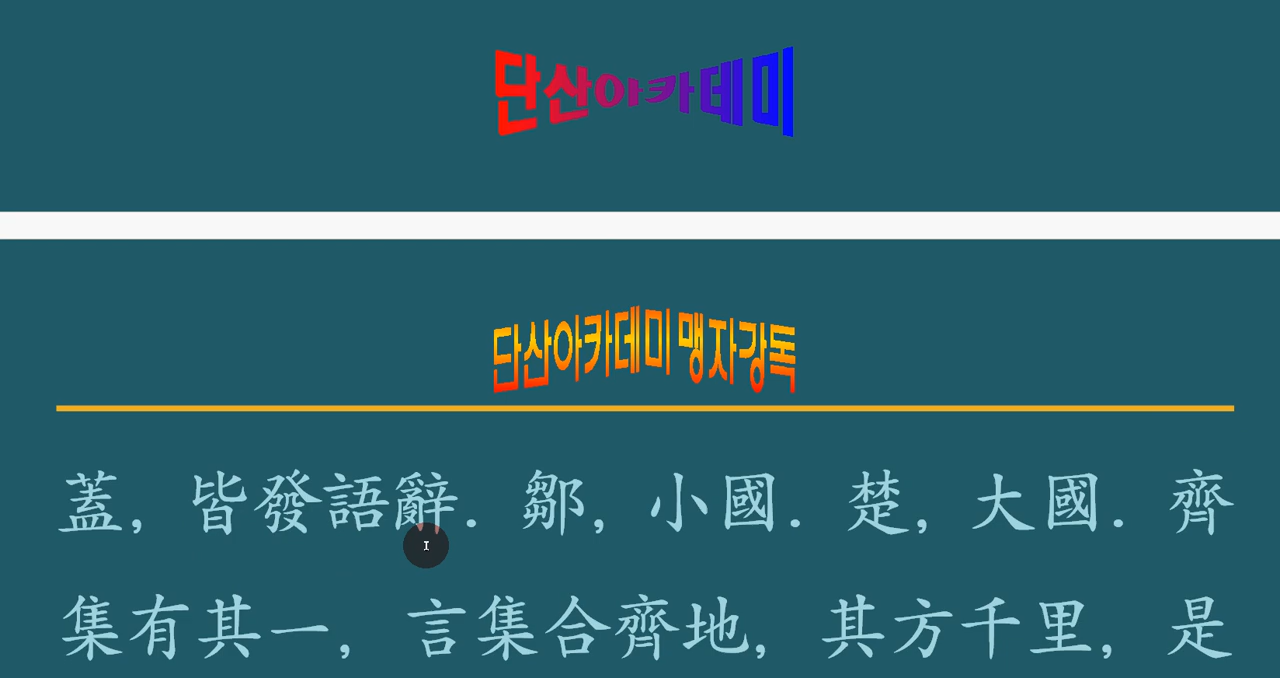 단산아카데미
단산아카데미 맹자강독
蓋, 皆發語辭. 鄒, 小國. 楚, 大國. 齊
集有其一, 言集合齊地, 其方千里, 是